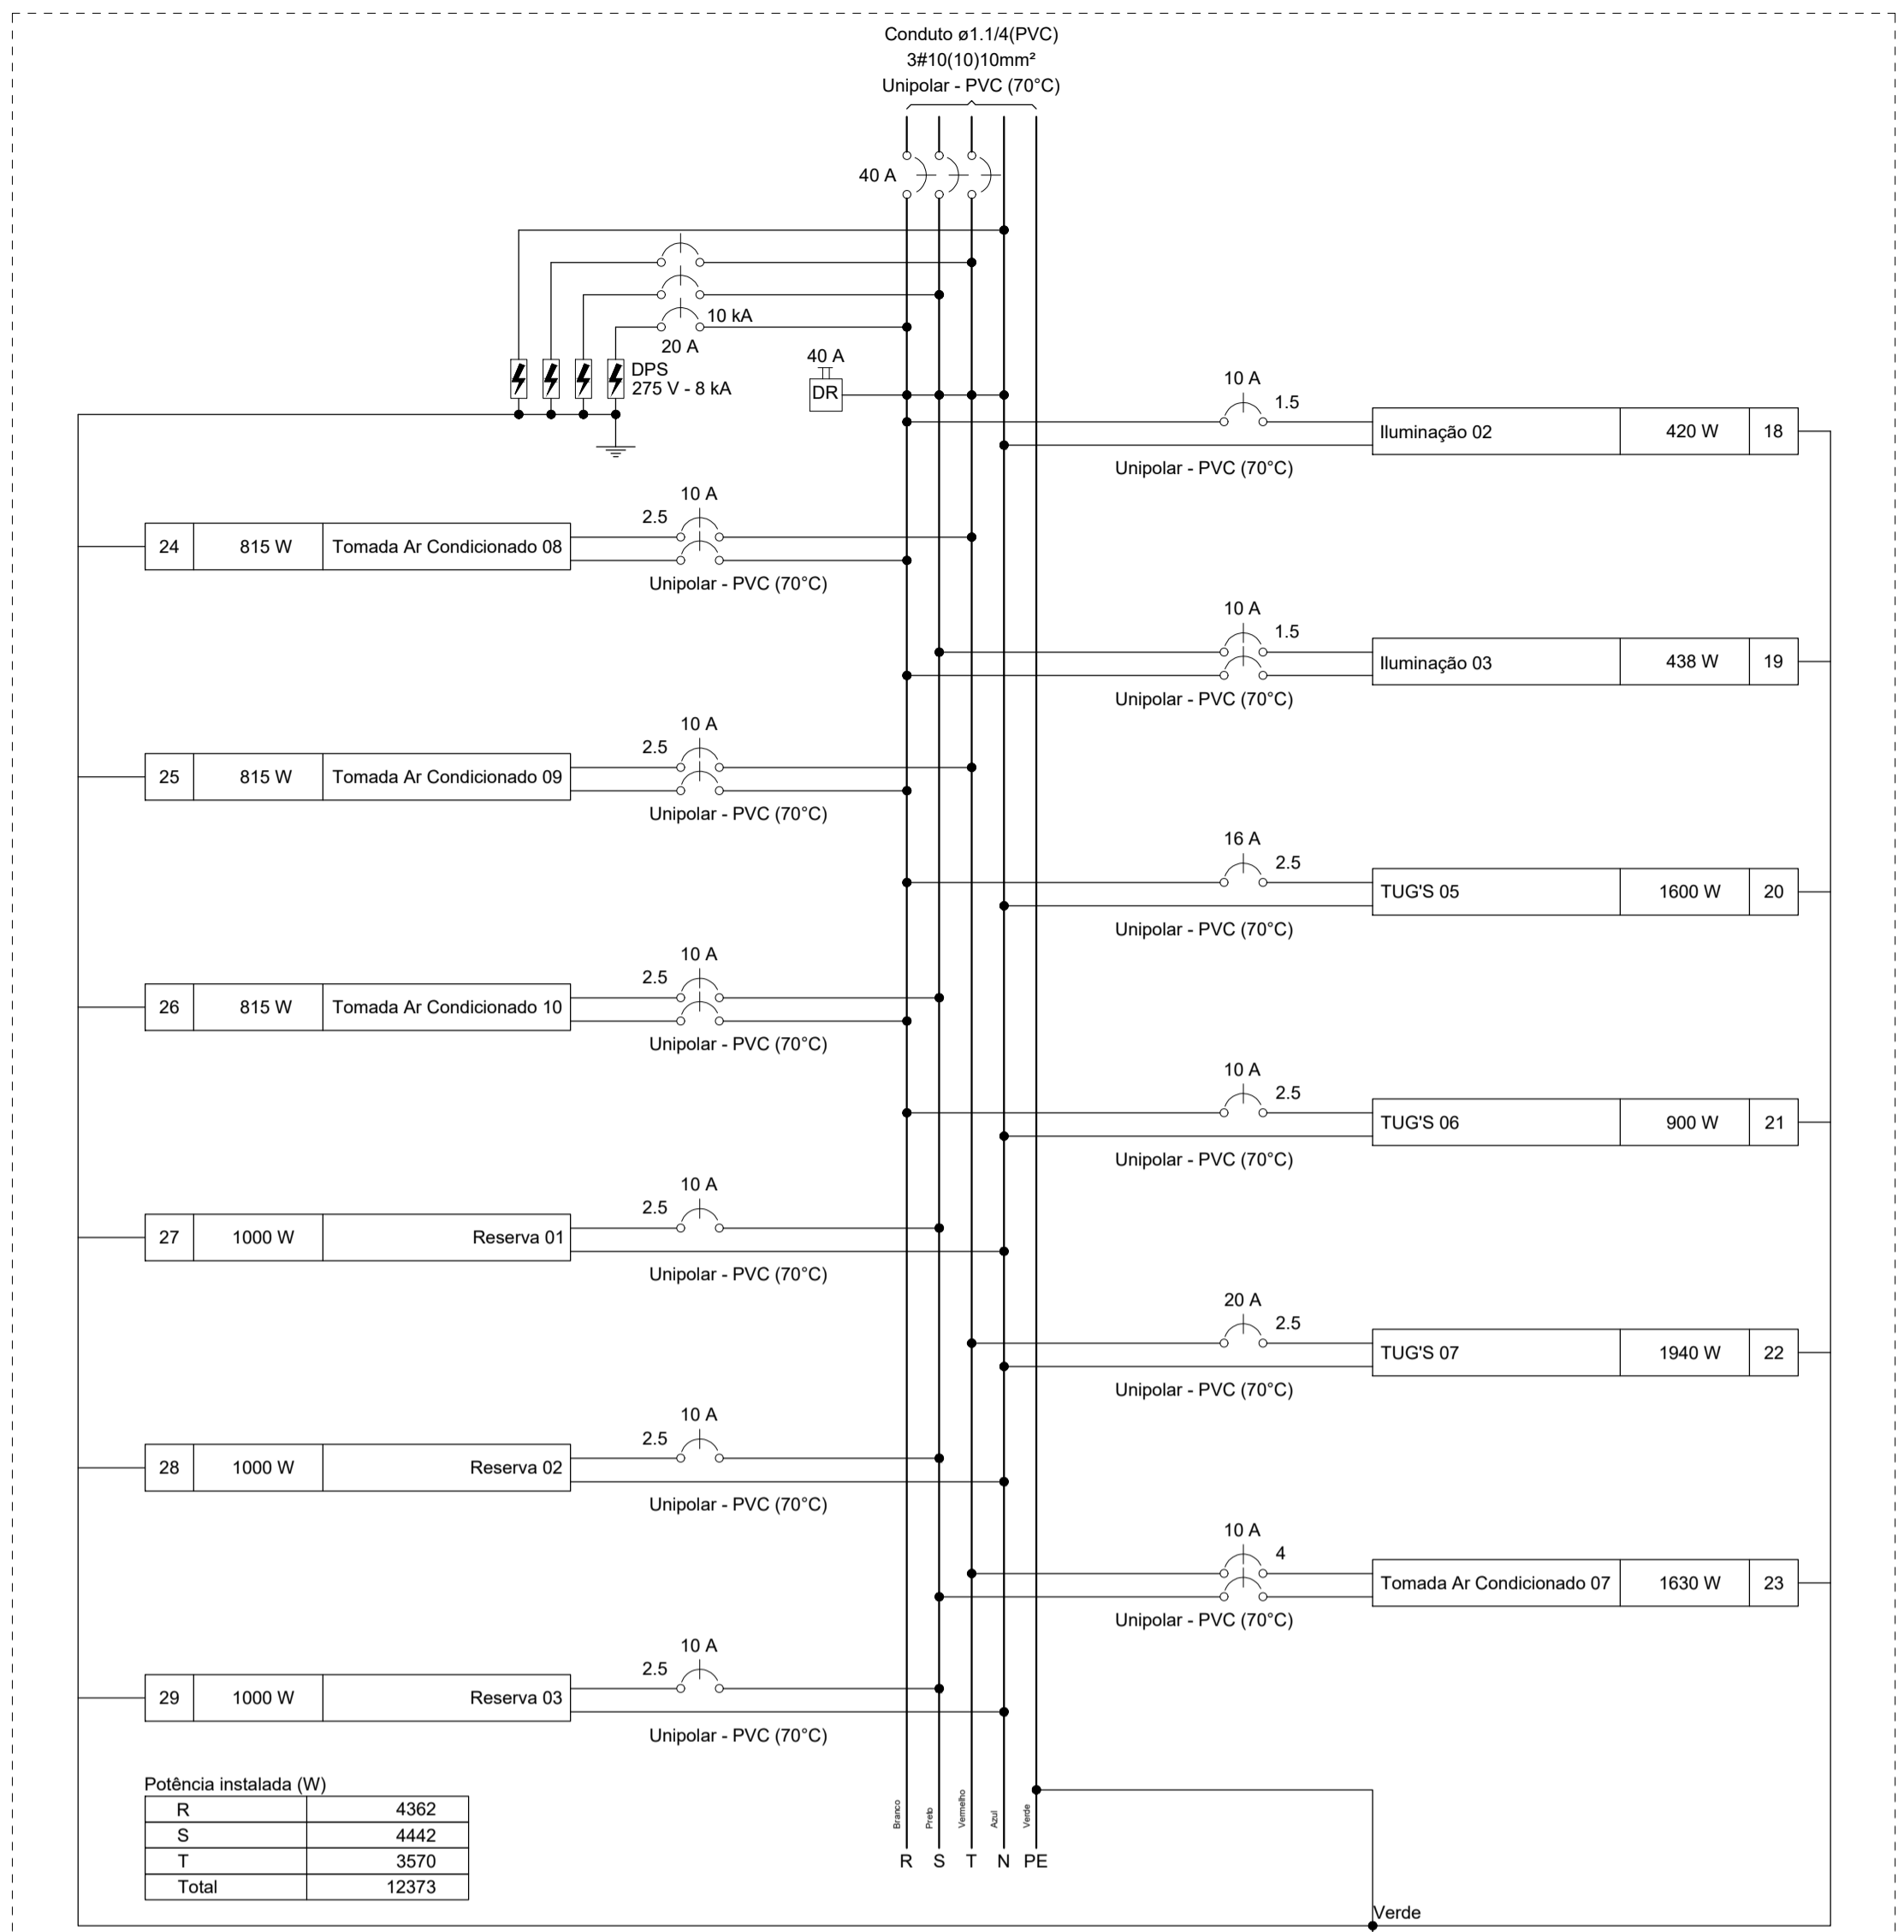 Conduto ø1.1/4(PVC)
3#10(10)10mm²
Unipolar - PVC (70°C)
40 A
10 kA
20 A
DPS
275 V - 8 kA
40 A
DR
10 A
1.5
Iluminação 02 420 W 18
Unipolar - PVC (70°C)
10 A
2.5
24 815 W Tomada Ar Condicionado 08
Unipolar - PVC (70°C)
10 A
1.5
Iluminação 03 438 W 19
Unipolar - PVC (70°C)
10 A
2.5
25 815 W Tomada Ar Condicionado 09
Unipolar - PVC (70°C)
16 A
2.5
TUG'S 05 1600 W 20
Unipolar - PVC (70°C)
10 A
2.5
26 815 W Tomada Ar Condicionado 10
Unipolar - PVC (70°C)
10 A
2.5
TUG'S 06 900 W 21
Unipolar - PVC (70°C)
10 A
2.5
27 1000 W Reserva 01
Unipolar - PVC (70°C)
20 A
2.5
TUG'S 07 1940 W 22
Unipolar - PVC (70°C)
10 A
2.5
28 1000 W Reserva 02
Unipolar - PVC (70°C)
10 A
4
Tomada Ar Condicionado 07 1630 W 23
Unipolar - PVC (70°C)
10 A
2.5
29 1000 W Reserva 03
Unipolar - PVC (70°C)
Potência instalada (W)
R 4362
S 4442
T 3570
Total 12373
Branco
Preto
Vermelho
Azul
Verde
R S T N PE
Verde